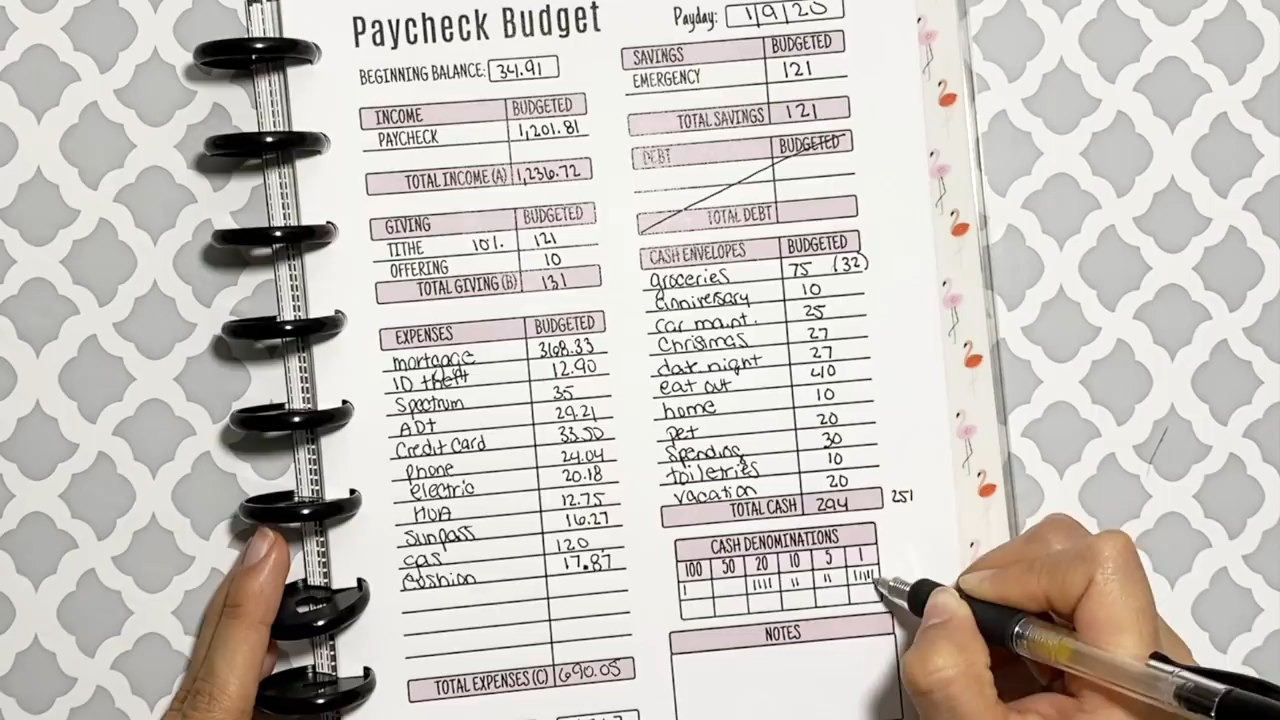 Paycheck Budget
Payday: 1/9/20
BEGINNING BALANCE: 34.91
INCOME BUDGETED
PAYCHECK 1,201.81
TOTAL INCOME (A) 1,236.72
GIVING BUDGETED
TITHE 10%. 121
OFFERING 10
TOTAL GIVING (B) 131
EXPENSES BUDGETED
mortgage 368.33
ID theft 12.90
Spectrum 35
ADT 29.21
Credit Card 33.50
Phone 24.04
electric 20.18
HOA 12.75
Sunpass 16.27
Gas 120
Cushion 17.87
TOTAL EXPENSES (C) 690.05
SAVINGS BUDGETED
EMERGENCY 121
TOTAL SAVINGS 121
DEBT BUDGETED
TOTAL DEBT
CASH ENVELOPES BUDGETED
groceries 75 (32)
anniversary 10
car maint. 25
Christmas 27
date night 27
eat out 40
home 10
pet 20
spending 30
toiletries 10
vacation 20
TOTAL CASH 294 251
CASH DENOMINATIONS
100 50 20 10 5 1
NOTES